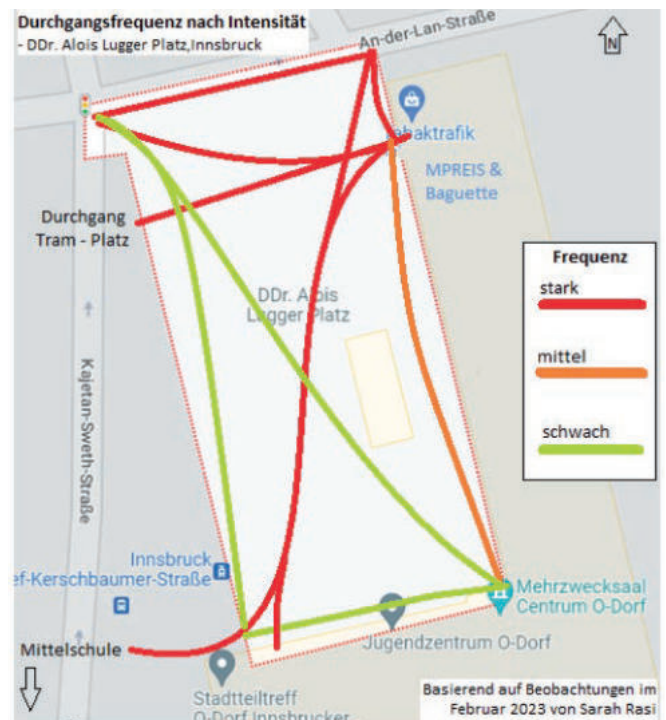 Durchgangsfrequenz nach Intensität
- DDr. Alois Lugger Platz,Innsbruck
An-der-Lan-Straße
N
abaktrafik
MPREIS &
Baguette
Durchgang
Tram - Platz
Frequenz
stark
mittel
schwach
DDr. Alois
Lugger Platz
Kajetan-Sweth-Straße
Innsbruck
ef-Kerschbaumer-Straße
Mehrzwecksaal
Centrum O-Dorf
Jugendzentrum O-Dorf
Mittelschule
Stadtteiltreff
O-Dorf Innsbrucker
Basierend auf Beobachtungen im
Februar 2023 von Sarah Rasi